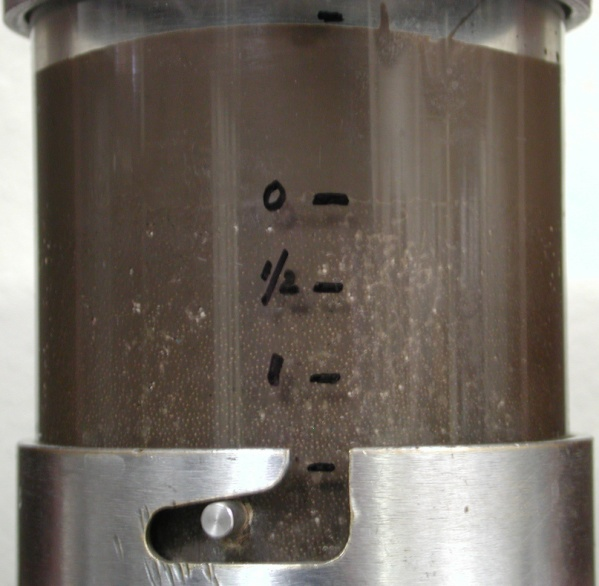 0 –
1/2 –
1 –